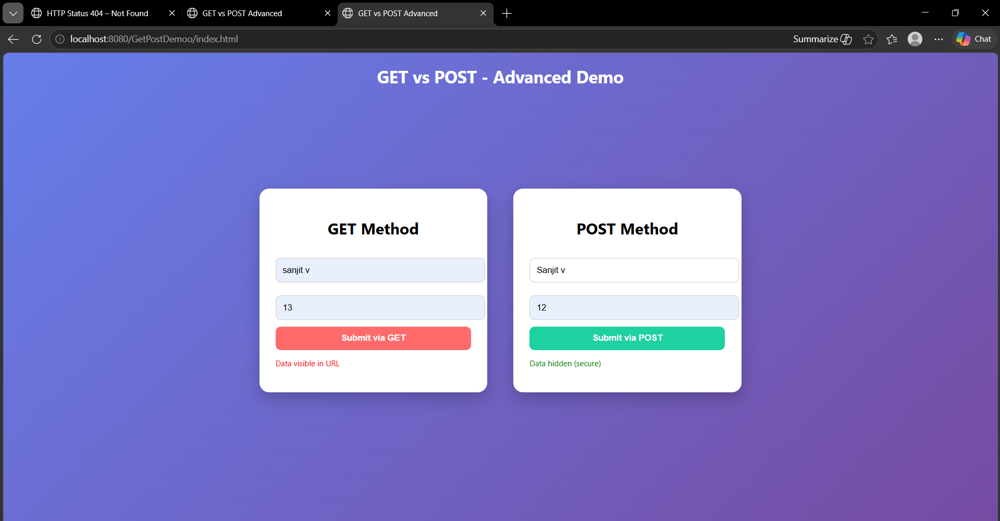 HTTP Status 404 – Not Found
GET vs POST Advanced
GET vs POST Advanced
localhost:8080/GetPostDemoo/index.html
Summarize
Chat
GET vs POST - Advanced Demo
GET Method
sanjit v
13
Submit via GET
Data visible in URL
POST Method
Sanjit v
12
Submit via POST
Data hidden (secure)